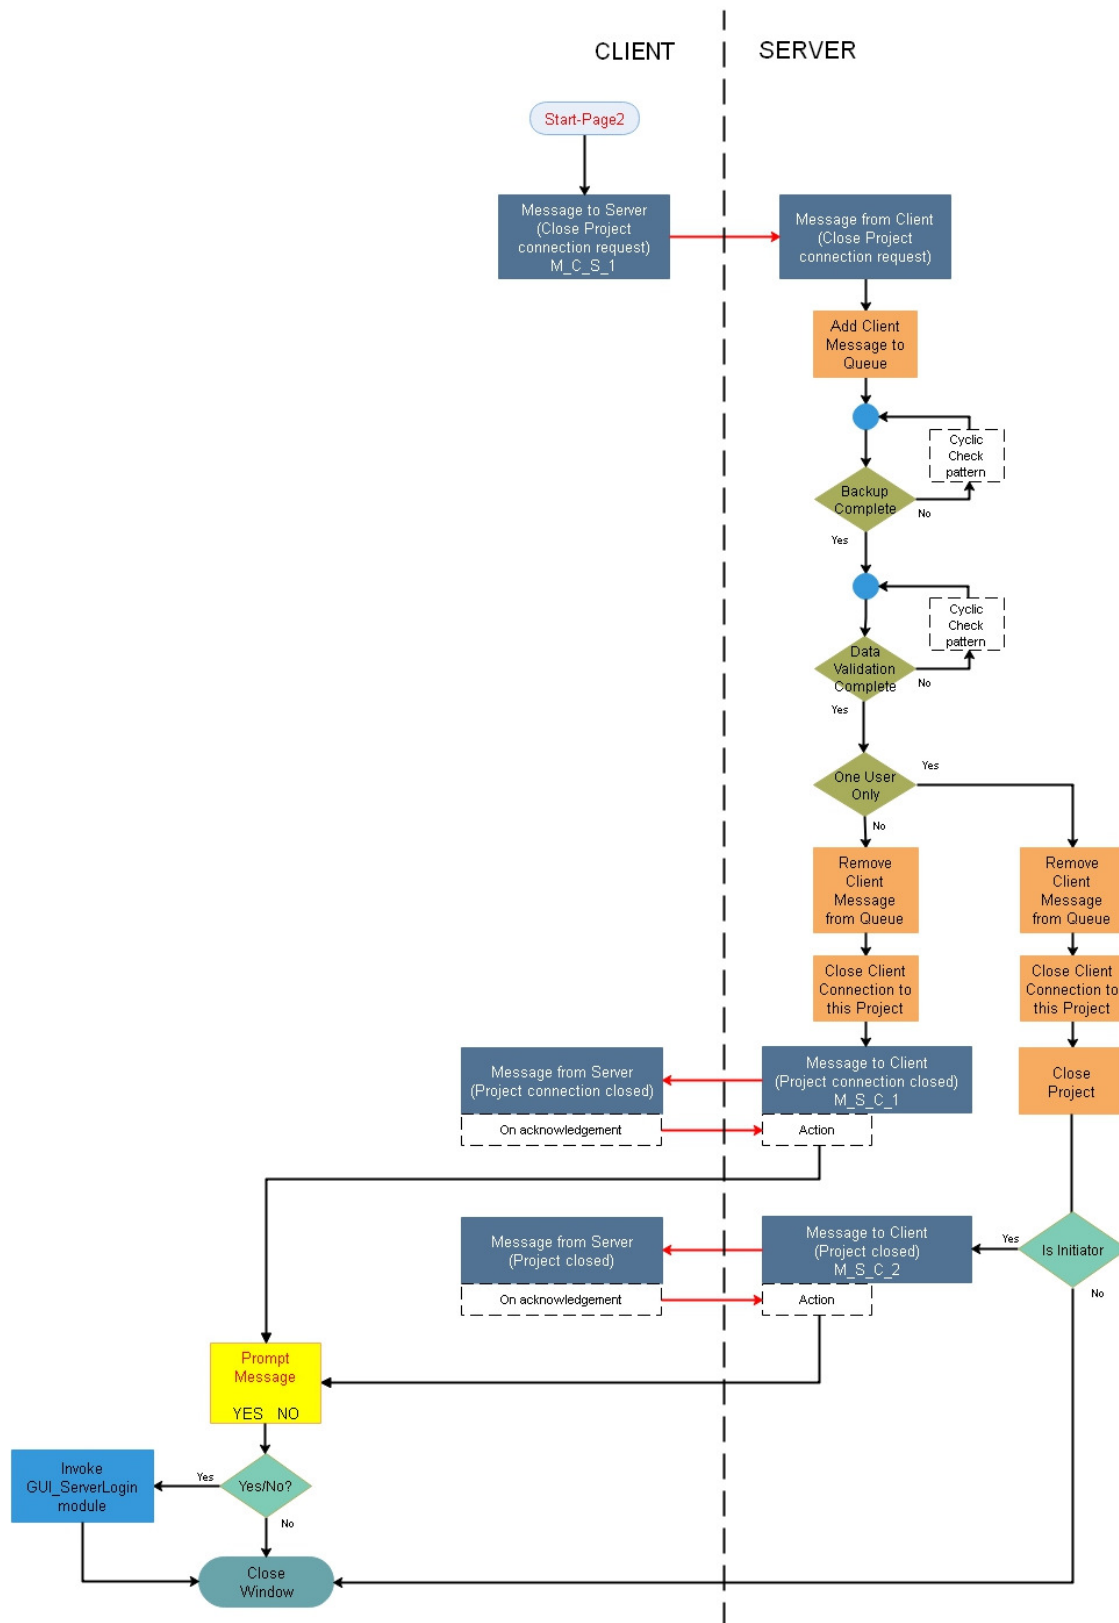 CLIENT
SERVER
Start-Page2
Message to Server
(Close Project
connection request)
M_C_S_1
Message from Client
(Close Project
connection request)
Add Client
Message to
Queue
Cyclic
Check
pattern
Backup
Complete
No
Yes
Cyclic
Check
pattern
Data
Validation
Complete
No
Yes
One User
Only
Yes
No
Remove
Client
Message
from Queue
Remove
Client
Message
from Queue
Close Client
Connection to
this Project
Close Client
Connection to
this Project
Message from Server
(Project connection closed)
Message to Client
(Project connection closed)
M_S_C_1
Close
Project
On acknowledgement
Action
Message from Server
(Project closed)
Message to Client
(Project closed)
M_S_C_2
Yes
Is Initiator
No
On acknowledgement
Action
Prompt
Message
YES NO
Invoke
GUI_ServerLogin
module
Yes
Yes/No?
No
Close
Window